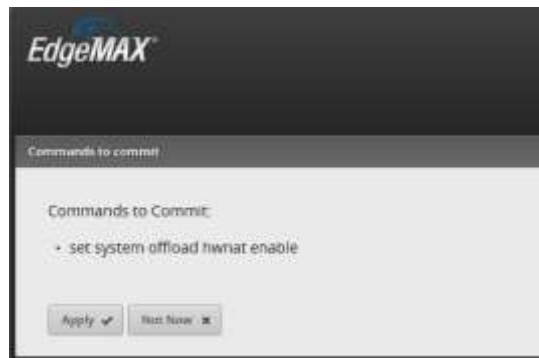 EdgeMAX
Commands to commit
Commands to Commit:
• set system offload hwnat enable
Apply ✔ Not Now ✖